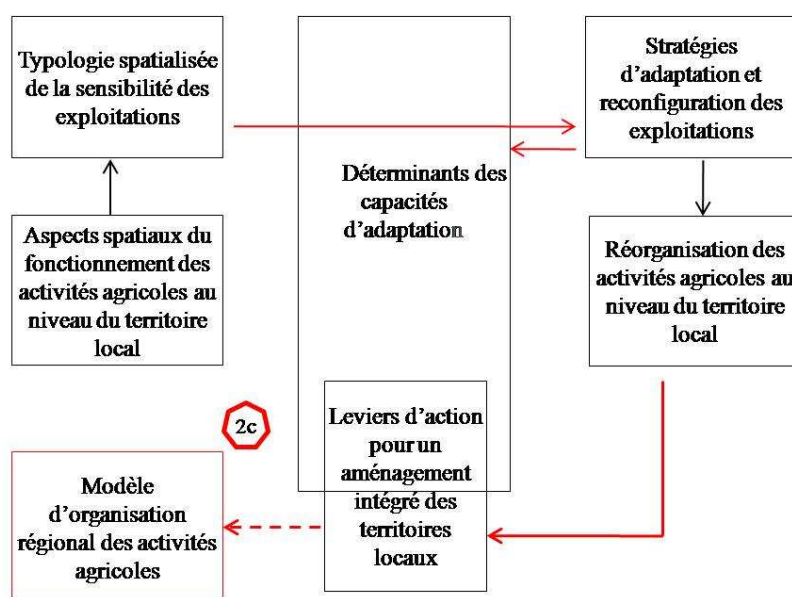 Typologie spatialisée
de la sensibilité des
exploitations
Stratégies
d'adaptation et
reconfiguration des
exploitations
Déterminants des
capacités
d'adaptation
Aspects spatiaux du
fonctionnement des
activités agricoles au
niveau du territoire
local
Réorganisation des
activités agricoles au
niveau du territoire
local
2c
Leviers d'action
pour un
aménagement
intégré des
territoires
locaux
Modèle
d'organisation
régional des activités
agricoles